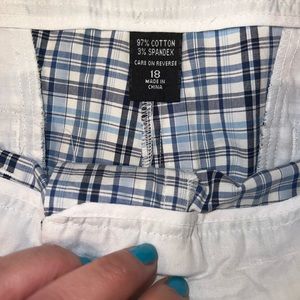 97% COTTON
3% SPANDEX
CARE ON REVERSE
18
MADE IN
CHINA